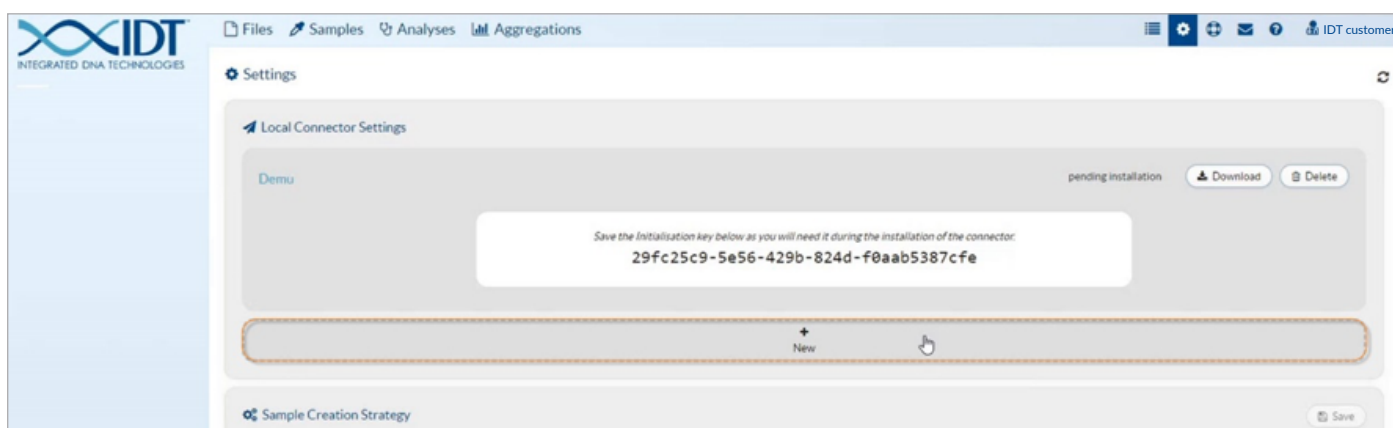 IDT
INTEGRATED DNA TECHNOLOGIES
Files Samples Analyses Aggregations
IDT customer
Settings
Local Connector Settings
Demu
pending installation
Download
Delete
Save the Initialisation key below as you will need it during the installation of the connector.
29fc25c9-5e56-429b-824d-f0aab5387cfe
+
New
Sample Creation Strategy
Save